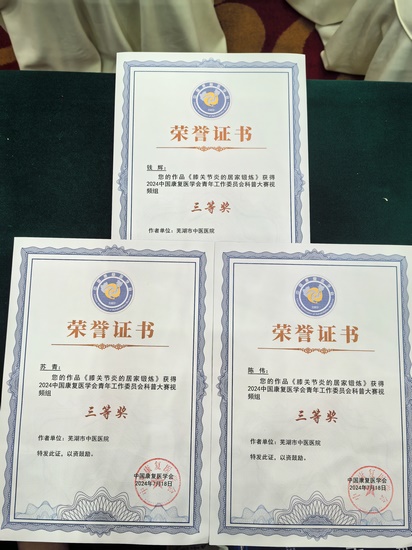 荣誉证书
钱 辉：
您的作品《膝关节炎的居家锻炼》获得
2024中国康复医学会青年工作委员会科普大赛视
频组
三等奖
作者单位：芜湖市中医医院
荣誉证书
苏 青：
您的作品《膝关节炎的居家锻炼》获得
2024中国康复医学会青年工作委员会科普大赛视
频组
三等奖
作者单位：芜湖市中医医院
特发此证，以资鼓励。
中国康复医学会
2024年7月18日
荣誉证书
陈 伟：
您的作品《膝关节炎的居家锻炼》获得
2024中国康复医学会青年工作委员会科普大赛视
频组
三等奖
作者单位：芜湖市中医医院
特发此证，以资鼓励。
中国康复医学会
2024年7月18日